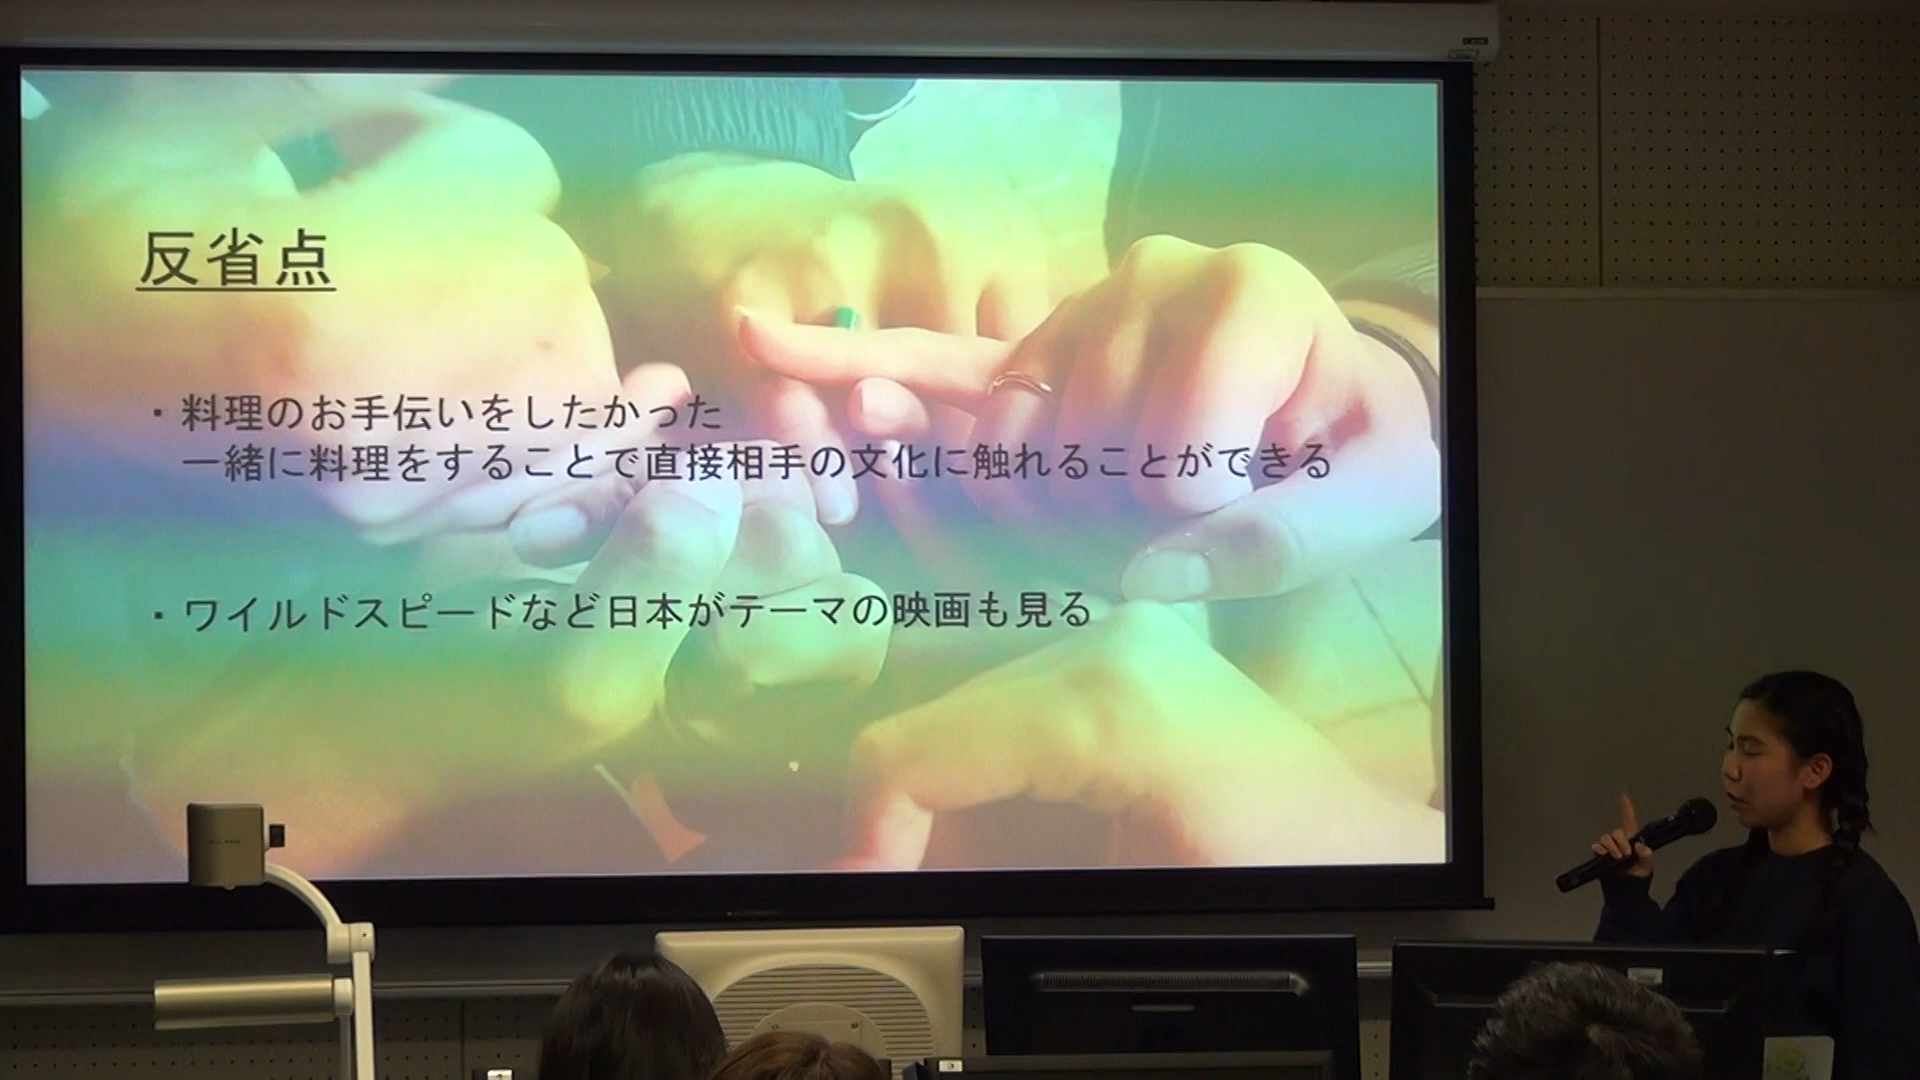 反省点
・料理のお手伝いをしたかった
一緒に料理をすることで直接相手の文化に触れることができる
・ワイルドスピードなど日本がテーマの映画も見る